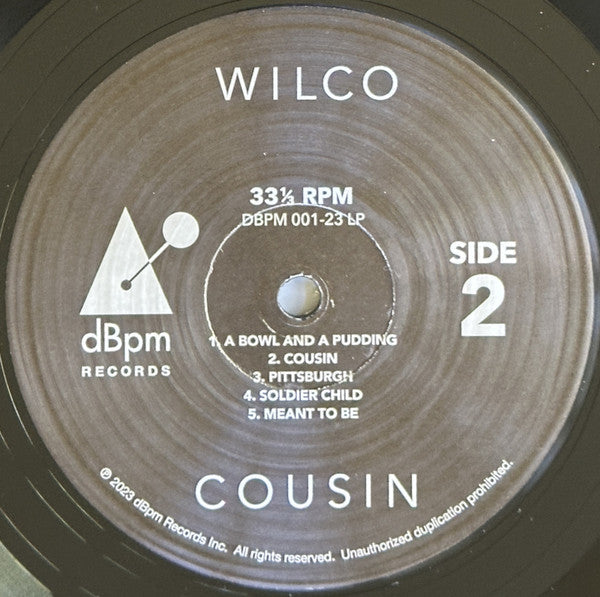 WILCO
33⅓ RPM
DBPM 001-23 LP
SIDE
2
dBpm
RECORDS
1. A BOWL AND A PUDDING
2. COUSIN
3. PITTSBURGH
4. SOLDIER CHILD
5. MEANT TO BE
COUSIN
℗ 2023 dBpm Records Inc. All rights reserved. Unauthorized duplication prohibited.